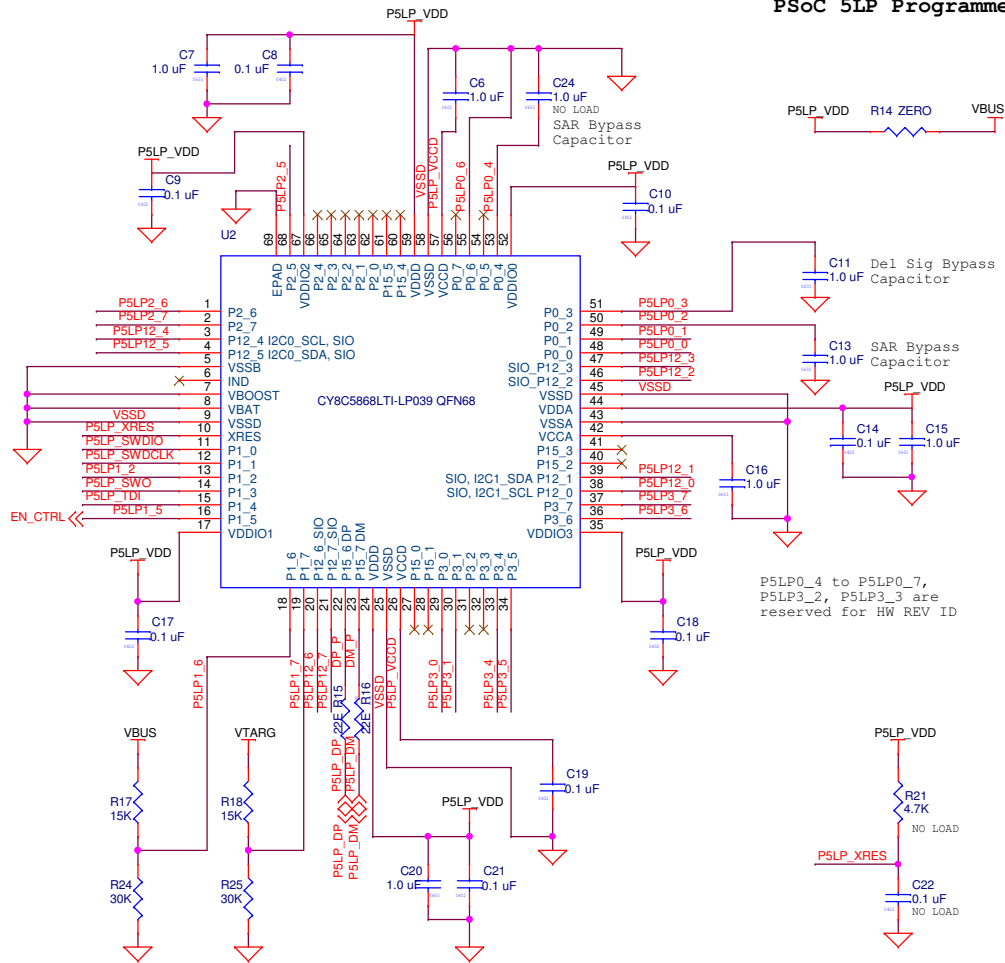 PSoC 5LP Programme
P5LP_VDD
C7
1.0 uF
C8
0.1 uF
C6
1.0 uF
C24
1.0 uF
NO LOAD
SAR Bypass
Capacitor
P5LP_VDD
R14 ZERO
VBUS
P5LP_VDD
C9
0.1 uF
P5LP_VDD
C10
0.1 uF
P5LP2_5
VSSD
P5LP_VCCD
P5LP0_6
P5LP0_4
U2
69
68
67
66
65
64
63
62
61
60
59
58
57
56
55
54
53
52
EPAD
P2_5
VDDIO2
P2_4
P2_3
P2_2
P2_1
P2_0
P15_5
P15_4
VDDD
VSSD
VCCD
P0_7
P0_6
P0_5
P0_4
VDDIO0
C11
1.0 uF
Del Sig Bypass
Capacitor
C13
1.0 uF
SAR Bypass
Capacitor
P5LP2_6 1 P2_6
P5LP2_7 2 P2_7
P5LP12_4 3 P12_4 I2C0_SCL, SIO
P5LP12_5 4 P12_5 I2C0_SDA, SIO
5 VSSB
6 IND
7 VBOOST
8 VBAT
VSSD 9 VSSD
P5LP_XRES 10 XRES
P5LP_SWDIO 11 P1_0
P5LP_SWDCLK 12 P1_1
P5LP1_2 13 P1_2
P5LP_SWO 14 P1_3
P5LP_TDI 15 P1_4
EN_CTRL P5LP1_5 16 P1_5
17 VDDIO1
CY8C5868LTI-LP039 QFN68
P0_3 51 P5LP0_3
P0_2 50 P5LP0_2
P0_1 49 P5LP0_1
P0_0 48 P5LP0_0
SIO_P12_3 47 P5LP12_3
SIO_P12_2 46 P5LP12_2
VSSD 45 VSSD
VDDA 44
VSSA 43
VCCA 42
P15_3 41
P15_2 40
SIO, I2C1_SDA P12_1 39 P5LP12_1
SIO, I2C1_SCL P12_0 38 P5LP12_0
P3_7 37 P5LP3_7
P3_6 36 P5LP3_6
VDDIO3 35
P5LP_VDD
C14
0.1 uF
C15
1.0 uF
C16
1.0 uF
P1_6
P1_7
P12_6_SIO
P12_7_SIO
P15_6 DP
P15_7 DM
VDDD
VSSD
VCCD
P15_0
P15_1
P3_0
P3_1
P3_2
P3_3
P3_4
P3_5
18
19
20
21
22
23
24
25
26
27
28
29
30
31
32
33
34
P5LP_VDD
C17
0.1 uF
P5LP_VDD
C18
0.1 uF
P5LP0_4 to P5LP0_7,
P5LP3_2, P5LP3_3 are
reserved for HW REV ID
P5LP1_6
P5LP1_7
P5LP12_6
P5LP12_7
DP_P
DM_P
VSSD
P5LP_VCCD
P5LP3_0
P5LP3_1
P5LP3_4
P5LP3_5
22E R15
22E R16
P5LP_DP
P5LP_DM
P5LP_DP
P5LP_DM
VBUS
R17
15K
R24
30K
VTARG
R18
15K
R25
30K
C19
0.1 uF
P5LP_VDD
C20
1.0 uF
C21
0.1 uF
P5LP_VDD
R21
4.7K
NO LOAD
P5LP_XRES
C22
0.1 uF
NO LOAD